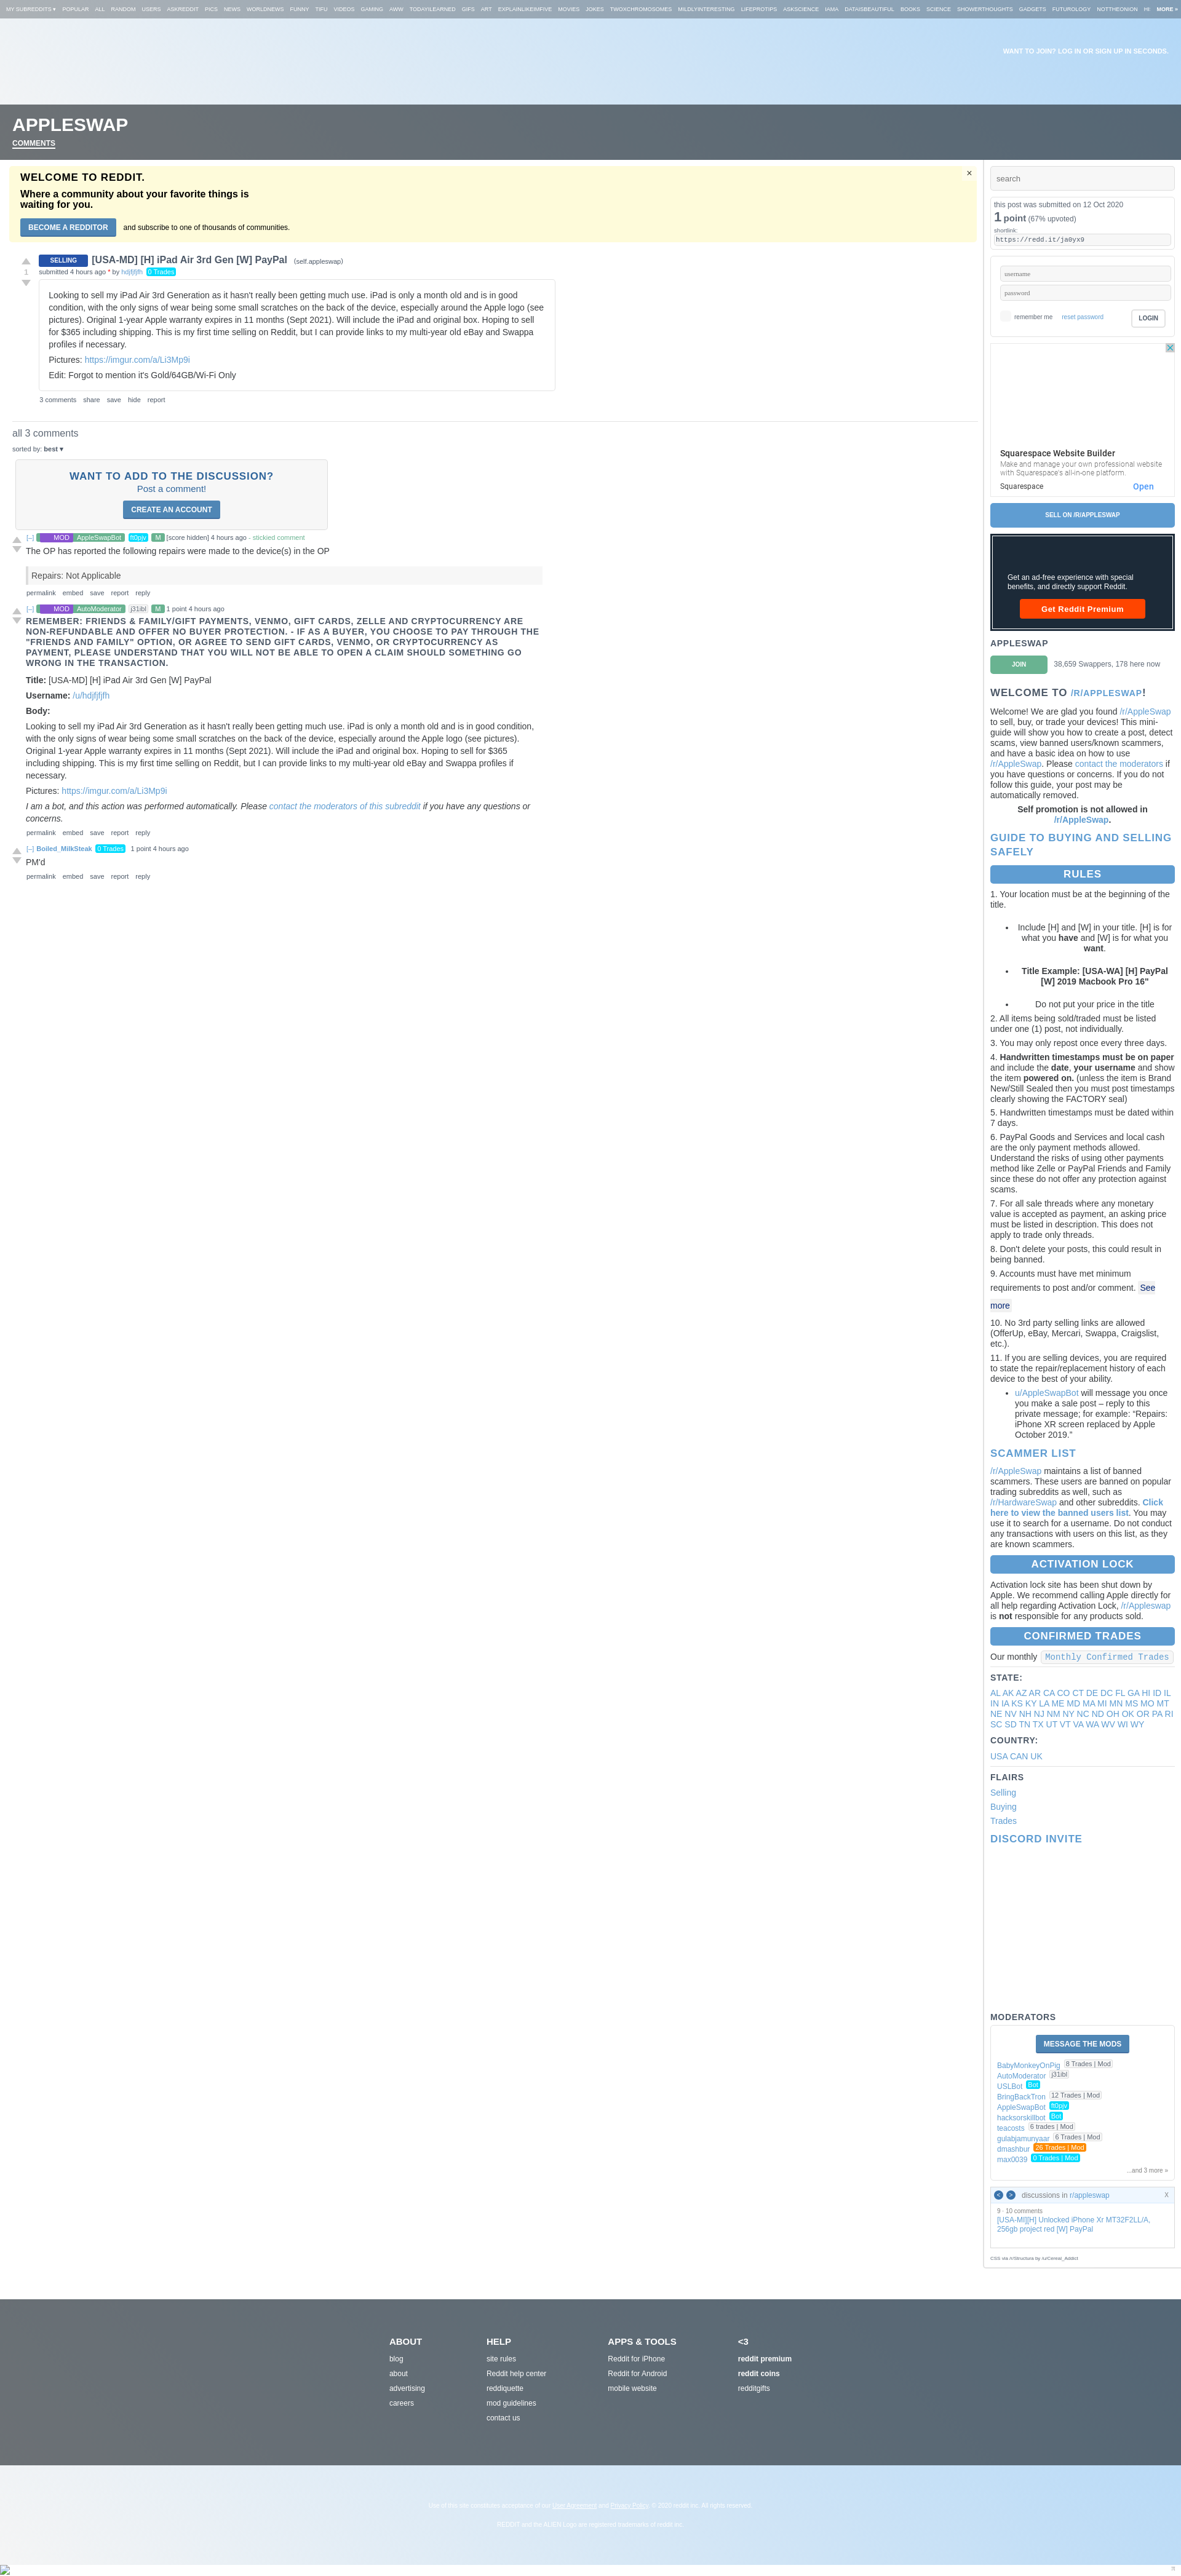 MY SUBREDDITS ▾ POPULAR ALL RANDOM USERS ASKREDDIT PICS NEWS WORLDNEWS FUNNY TIFU VIDEOS GAMING AWW TODAYILEARNED GIFS ART EXPLAINLIKEIMFIVE MOVIES JOKES TWOXCHROMOSOMES MILDLYINTERESTING LIFEPROTIPS ASKSCIENCE IAMA DATAISBEAUTIFUL BOOKS SCIENCE SHOWERTHOUGHTS GADGETS FUTUROLOGY NOTTHEONION HI MORE »
WANT TO JOIN? LOG IN OR SIGN UP IN SECONDS.
APPLESWAP
COMMENTS
WELCOME TO REDDIT.
×
Where a community about your favorite things is
waiting for you.
BECOME A REDDITOR and subscribe to one of thousands of communities.
SELLING [USA-MD] [H] iPad Air 3rd Gen [W] PayPal (self.appleswap)
1
submitted 4 hours ago * by hdjfjfjfh 0 Trades
Looking to sell my iPad Air 3rd Generation as it hasn't really been getting much use. iPad is only a month old and is in good
condition, with the only signs of wear being some small scratches on the back of the device, especially around the Apple logo (see
pictures). Original 1-year Apple warranty expires in 11 months (Sept 2021). Will include the iPad and original box. Hoping to sell
for $365 including shipping. This is my first time selling on Reddit, but I can provide links to my multi-year old eBay and Swappa
profiles if necessary.
Pictures: https://imgur.com/a/Li3Mp9i
Edit: Forgot to mention it's Gold/64GB/Wi-Fi Only
3 comments share save hide report
all 3 comments
sorted by: best ▾
WANT TO ADD TO THE DISCUSSION?
Post a comment!
CREATE AN ACCOUNT
[–] MOD AppleSwapBot ft0pjv M [score hidden] 4 hours ago - stickied comment
The OP has reported the following repairs were made to the device(s) in the OP
Repairs: Not Applicable
permalink embed save report reply
[–] MOD AutoModerator j31ibl M 1 point 4 hours ago
REMEMBER: FRIENDS & FAMILY/GIFT PAYMENTS, VENMO, GIFT CARDS, ZELLE AND CRYPTOCURRENCY ARE
NON-REFUNDABLE AND OFFER NO BUYER PROTECTION. - IF AS A BUYER, YOU CHOOSE TO PAY THROUGH THE
"FRIENDS AND FAMILY" OPTION, OR AGREE TO SEND GIFT CARDS, VENMO, OR CRYPTOCURRENCY AS
PAYMENT, PLEASE UNDERSTAND THAT YOU WILL NOT BE ABLE TO OPEN A CLAIM SHOULD SOMETHING GO
WRONG IN THE TRANSACTION.
Title: [USA-MD] [H] iPad Air 3rd Gen [W] PayPal
Username: /u/hdjfjfjfh
Body:
Looking to sell my iPad Air 3rd Generation as it hasn't really been getting much use. iPad is only a month old and is in good condition,
with the only signs of wear being some small scratches on the back of the device, especially around the Apple logo (see pictures).
Original 1-year Apple warranty expires in 11 months (Sept 2021). Will include the iPad and original box. Hoping to sell for $365
including shipping. This is my first time selling on Reddit, but I can provide links to my multi-year old eBay and Swappa profiles if
necessary.
Pictures: https://imgur.com/a/Li3Mp9i
I am a bot, and this action was performed automatically. Please contact the moderators of this subreddit if you have any questions or
concerns.
permalink embed save report reply
[–] Boiled_MilkSteak 0 Trades 1 point 4 hours ago
PM'd
permalink embed save report reply
search
this post was submitted on 12 Oct 2020
1 point (67% upvoted)
shortlink:
https://redd.it/ja0yx9
username
password
remember me reset password LOGIN
Squarespace Website Builder
Make and manage your own professional website
with Squarespace's all-in-one platform.
Squarespace Open
SELL ON /R/APPLESWAP
Get an ad-free experience with special
benefits, and directly support Reddit.
Get Reddit Premium
APPLESWAP
JOIN 38,659 Swappers, 178 here now
WELCOME TO /R/APPLESWAP!
Welcome! We are glad you found /r/AppleSwap
to sell, buy, or trade your devices! This mini-
guide will show you how to create a post, detect
scams, view banned users/known scammers,
and have a basic idea on how to use
/r/AppleSwap. Please contact the moderators if
you have questions or concerns. If you do not
follow this guide, your post may be
automatically removed.
Self promotion is not allowed in
/r/AppleSwap.
GUIDE TO BUYING AND SELLING
SAFELY
RULES
1. Your location must be at the beginning of the
title.
• Include [H] and [W] in your title. [H] is for
what you have and [W] is for what you
want.
• Title Example: [USA-WA] [H] PayPal
[W] 2019 Macbook Pro 16"
• Do not put your price in the title
2. All items being sold/traded must be listed
under one (1) post, not individually.
3. You may only repost once every three days.
4. Handwritten timestamps must be on paper
and include the date, your username and show
the item powered on. (unless the item is Brand
New/Still Sealed then you must post timestamps
clearly showing the FACTORY seal)
5. Handwritten timestamps must be dated within
7 days.
6. PayPal Goods and Services and local cash
are the only payment methods allowed.
Understand the risks of using other payments
method like Zelle or PayPal Friends and Family
since these do not offer any protection against
scams.
7. For all sale threads where any monetary
value is accepted as payment, an asking price
must be listed in description. This does not
apply to trade only threads.
8. Don't delete your posts, this could result in
being banned.
9. Accounts must have met minimum
requirements to post and/or comment. See
more
10. No 3rd party selling links are allowed
(OfferUp, eBay, Mercari, Swappa, Craigslist,
etc.).
11. If you are selling devices, you are required
to state the repair/replacement history of each
device to the best of your ability.
• u/AppleSwapBot will message you once
you make a sale post – reply to this
private message; for example: “Repairs:
iPhone XR screen replaced by Apple
October 2019.”
SCAMMER LIST
/r/AppleSwap maintains a list of banned
scammers. These users are banned on popular
trading subreddits as well, such as
/r/HardwareSwap and other subreddits. Click
here to view the banned users list. You may
use it to search for a username. Do not conduct
any transactions with users on this list, as they
are known scammers.
ACTIVATION LOCK
Activation lock site has been shut down by
Apple. We recommend calling Apple directly for
all help regarding Activation Lock, /r/Appleswap
is not responsible for any products sold.
CONFIRMED TRADES
Our monthly Monthly Confirmed Trades
STATE:
AL AK AZ AR CA CO CT DE DC FL GA HI ID IL
IN IA KS KY LA ME MD MA MI MN MS MO MT
NE NV NH NJ NM NY NC ND OH OK OR PA RI
SC SD TN TX UT VT VA WA WV WI WY
COUNTRY:
USA CAN UK
FLAIRS
Selling
Buying
Trades
DISCORD INVITE
MODERATORS
MESSAGE THE MODS
BabyMonkeyOnPig 8 Trades | Mod
AutoModerator j31ibl
USLBot Bot
BringBackTron 12 Trades | Mod
AppleSwapBot ft0pjv
hacksorskillbot Bot
teacosts 6 trades | Mod
gulabjamunyaar 6 Trades | Mod
dmashbur 26 Trades | Mod
max0039 0 Trades | Mod
...and 3 more »
< > discussions in r/appleswap X
9 · 10 comments
[USA-MI][H] Unlocked iPhone Xr MT32F2LL/A,
256gb project red [W] PayPal
CSS via /r/Structura by /u/Cereal_Addict
ABOUT
blog
about
advertising
careers
HELP
site rules
Reddit help center
reddiquette
mod guidelines
contact us
APPS & TOOLS
Reddit for iPhone
Reddit for Android
mobile website
<3
reddit premium
reddit coins
redditgifts
Use of this site constitutes acceptance of our User Agreement and Privacy Policy. © 2020 reddit inc. All rights reserved.
REDDIT and the ALIEN Logo are registered trademarks of reddit inc.
π